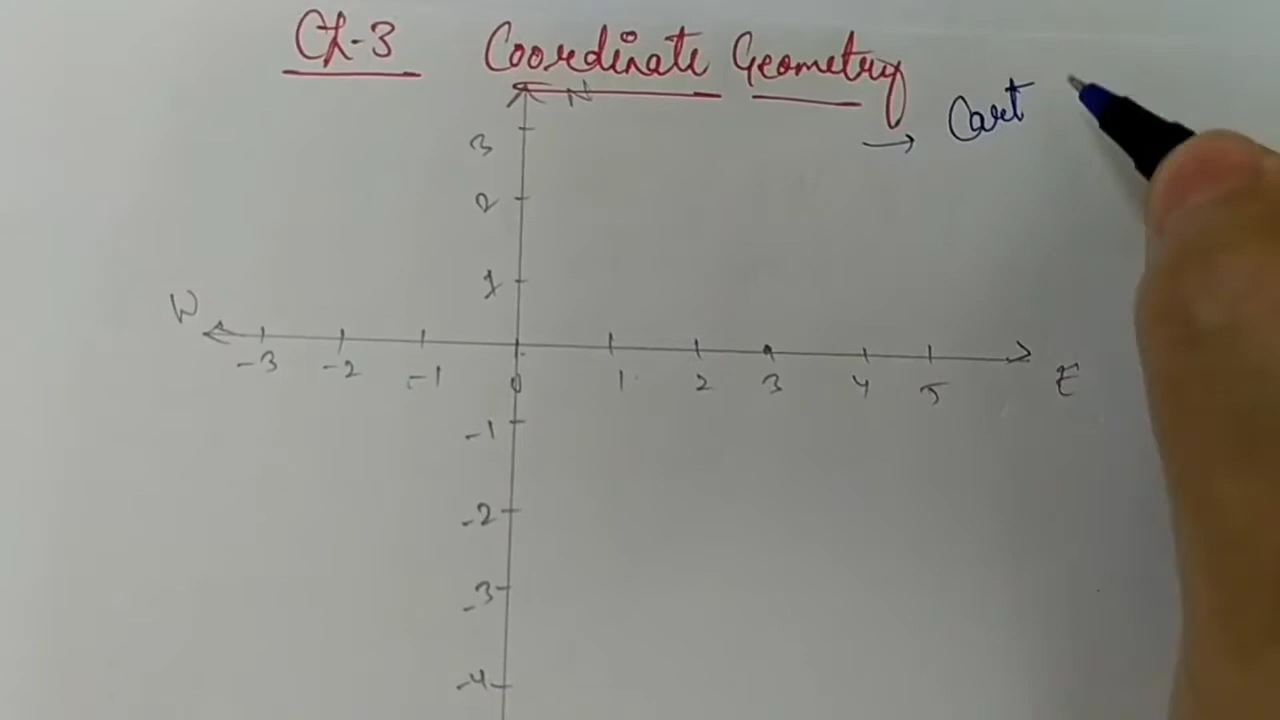 Ch-3 Coordinate Geometry
N
→ Cart
3
2
1
W
-3 -2 -1 0 1 2 3 4 5 E
-1
-2
-3
-4